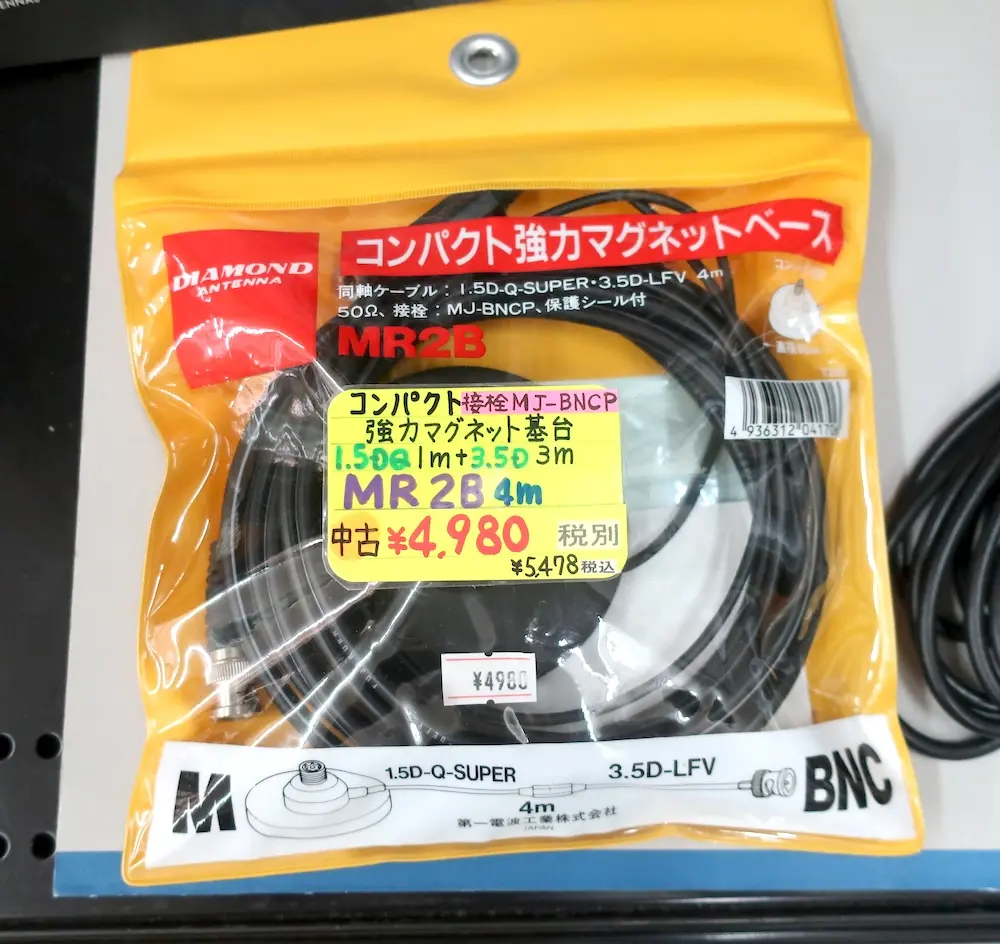 DIAMOND
ANTENNA
コンパクト強力マグネットベース
同軸ケーブル：1.5D-Q-SUPER・3.5D-LFV 4m
50Ω、接栓：MJ-BNCP、保護シール付
MR2B
4 936312 04170
コンパクト接栓MJ-BNCP
強力マグネット基台
1.5DQ 1m+3.5D 3m
MR2B 4m
中古 ¥4,980 税別
¥5,478税込
¥4980
M
1.5D-Q-SUPER
3.5D-LFV
BNC
4m
第一電波工業株式会社
JAPAN